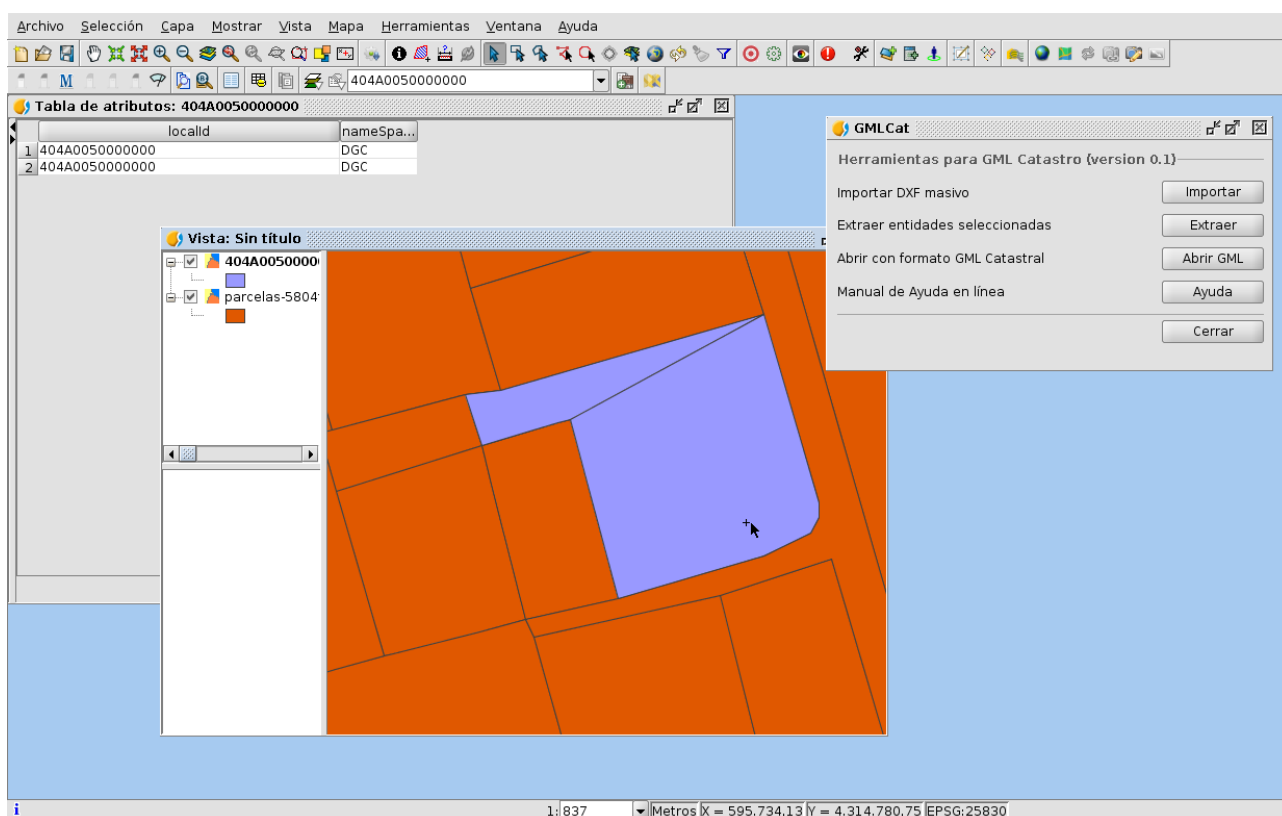 Archivo Selección Capa Mostrar Vista Mapa Herramientas Ventana Ayuda
M 404A0050000000
Tabla de atributos: 404A0050000000
localId nameSpa...
1 404A0050000000 DGC
2 404A0050000000 DGC
GMLCat
Herramientas para GML Catastro (version 0.1)
Importar DXF masivo Importar
Extraer entidades seleccionadas Extraer
Abrir con formato GML Catastral Abrir GML
Manual de Ayuda en línea Ayuda
Cerrar
Vista: Sin título
404A0050000
parcelas-5804
1: 837 Metros X = 595.734,13 Y = 4.314.780,75 EPSG:25830